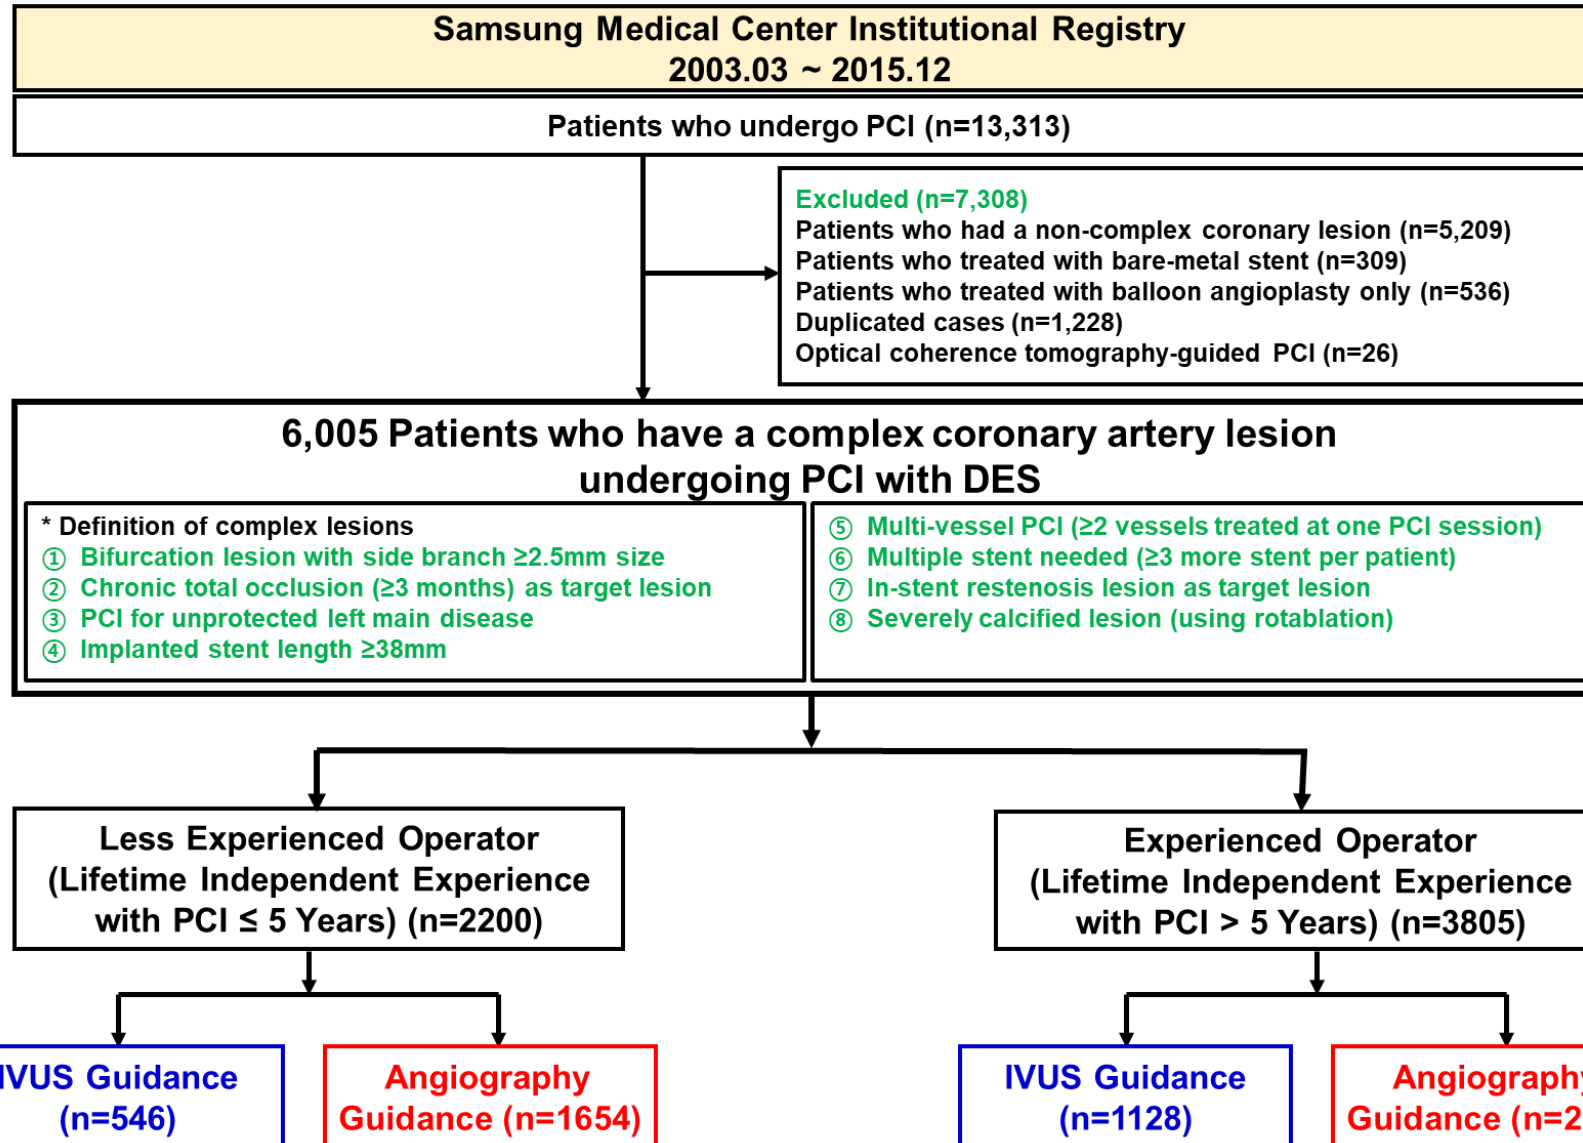 Samsung Medical Center Institutional Registry
2003.03 ~ 2015.12
Patients who undergo PCI (n=13,313)
Excluded (n=7,308)
Patients who had a non-complex coronary lesion (n=5,209)
Patients who treated with bare-metal stent (n=309)
Patients who treated with balloon angioplasty only (n=536)
Duplicated cases (n=1,228)
Optical coherence tomography-guided PCI (n=26)
6,005 Patients who have a complex coronary artery lesion
undergoing PCI with DES
* Definition of complex lesions
① Bifurcation lesion with side branch ≥2.5mm size
② Chronic total occlusion (≥3 months) as target lesion
③ PCI for unprotected left main disease
④ Implanted stent length ≥38mm
⑤ Multi-vessel PCI (≥2 vessels treated at one PCI session)
⑥ Multiple stent needed (≥3 more stent per patient)
⑦ In-stent restenosis lesion as target lesion
⑧ Severely calcified lesion (using rotablation)
Less Experienced Operator
(Lifetime Independent Experience
with PCI ≤ 5 Years) (n=2200)
Experienced Operator
(Lifetime Independent Experience
with PCI > 5 Years) (n=3805)
IVUS Guidance
(n=546)
Angiography
Guidance (n=1654)
IVUS Guidance
(n=1128)
Angiography
Guidance